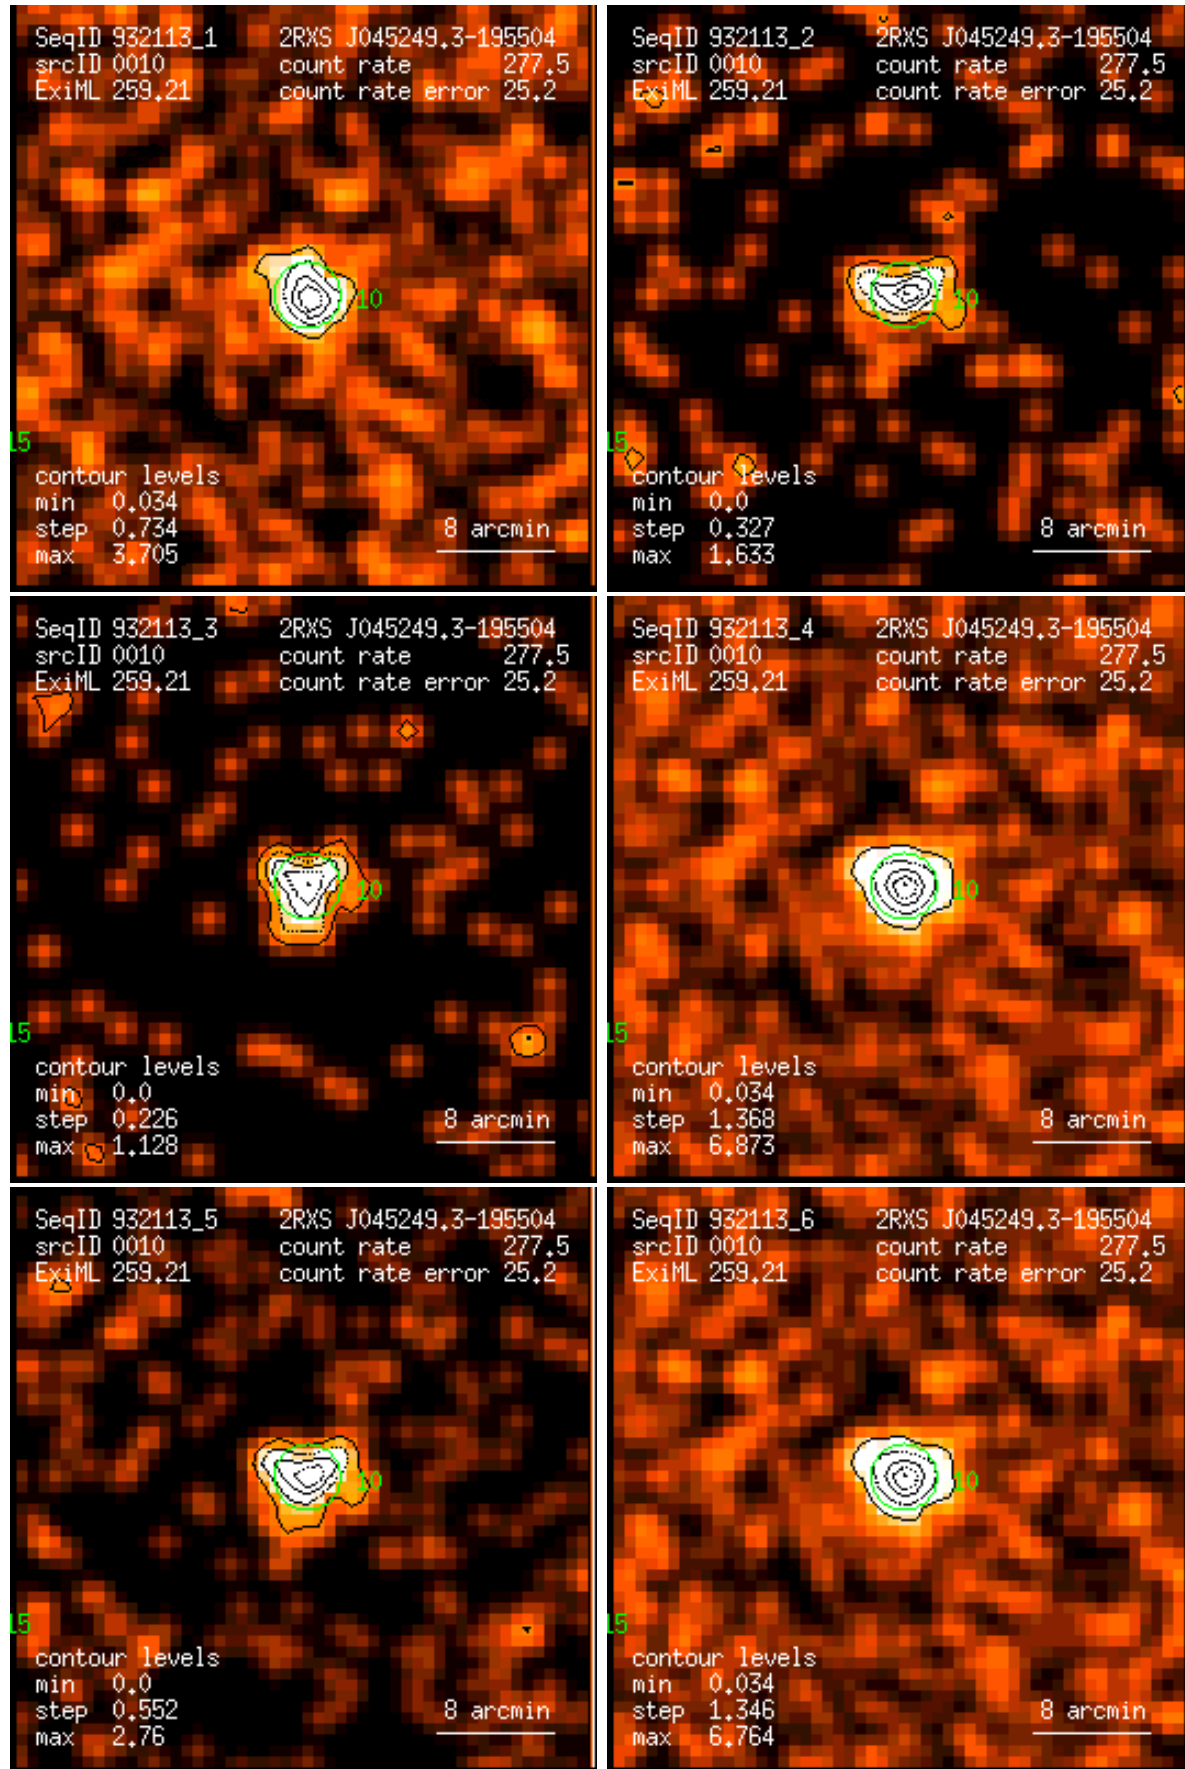 SeqID 932113_1 2RXS J045249.3-195504
srcID 0010 count rate 277.5
ExiML 259.21 count rate error 25.2
10
15
contour levels
min 0.034
step 0.734 8 arcmin
max 3.705
SeqID 932113_2 2RXS J045249.3-195504
srcID 0010 count rate 277.5
ExiML 259.21 count rate error 25.2
10
15
contour levels
min 0.0
step 0.327 8 arcmin
max 1.633
SeqID 932113_3 2RXS J045249.3-195504
srcID 0010 count rate 277.5
ExiML 259.21 count rate error 25.2
10
15
contour levels
min 0.0
step 0.226 8 arcmin
max 1.128
SeqID 932113_4 2RXS J045249.3-195504
srcID 0010 count rate 277.5
ExiML 259.21 count rate error 25.2
10
15
contour levels
min 0.034
step 1.368 8 arcmin
max 6.873
SeqID 932113_5 2RXS J045249.3-195504
srcID 0010 count rate 277.5
ExiML 259.21 count rate error 25.2
10
15
contour levels
min 0.0
step 0.552 8 arcmin
max 2.76
SeqID 932113_6 2RXS J045249.3-195504
srcID 0010 count rate 277.5
ExiML 259.21 count rate error 25.2
10
15
contour levels
min 0.034
step 1.346 8 arcmin
max 6.764